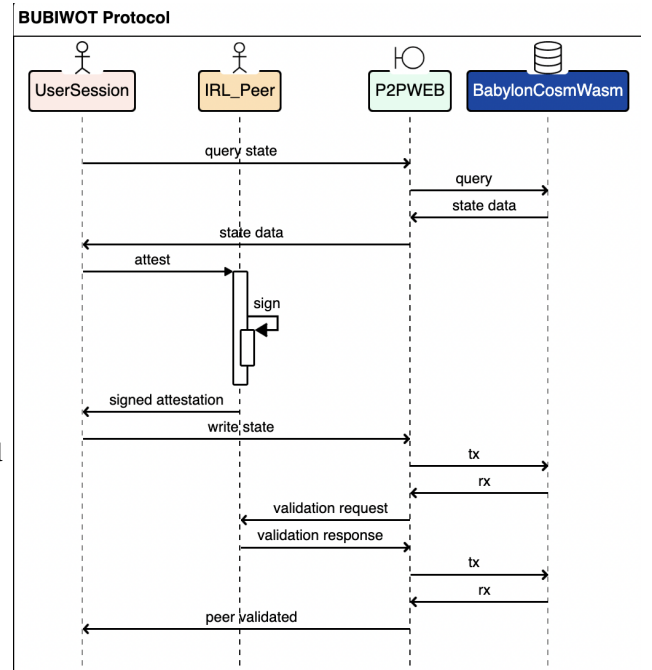 BUBIWOT Protocol
UserSession
IRL_Peer
P2PWEB
BabylonCosmWasm
query state
query
state data
state data
attest
sign
signed attestation
write state
tx
rx
validation request
validation response
tx
rx
peer validated